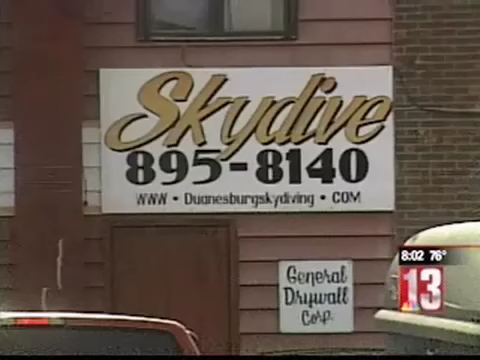 Skydive
895-8140
WWW • Duanesburgskydiving • COM
General
Drywall
Corp.
8:02 76°
13